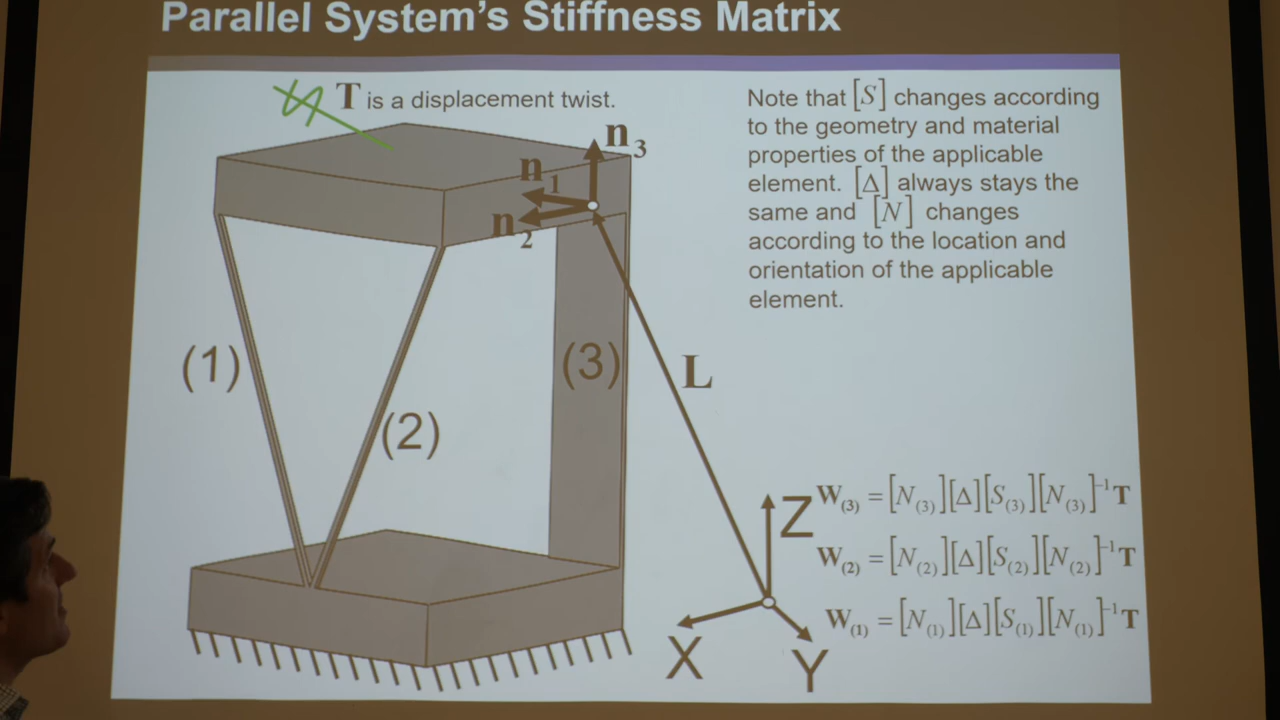 Parallel System's Stiffness Matrix
T is a displacement twist.
Note that [S] changes according
to the geometry and material
properties of the applicable
element. [Δ] always stays the
same and [N] changes
according to the location and
orientation of the applicable
element.
n₃
n₁
n₂
(1)
(2)
(3)
L
Z
X
Y
W₍₃₎ = [N₍₃₎][Δ][S₍₃₎][N₍₃₎]⁻¹T
W₍₂₎ = [N₍₂₎][Δ][S₍₂₎][N₍₂₎]⁻¹T
W₍₁₎ = [N₍₁₎][Δ][S₍₁₎][N₍₁₎]⁻¹T